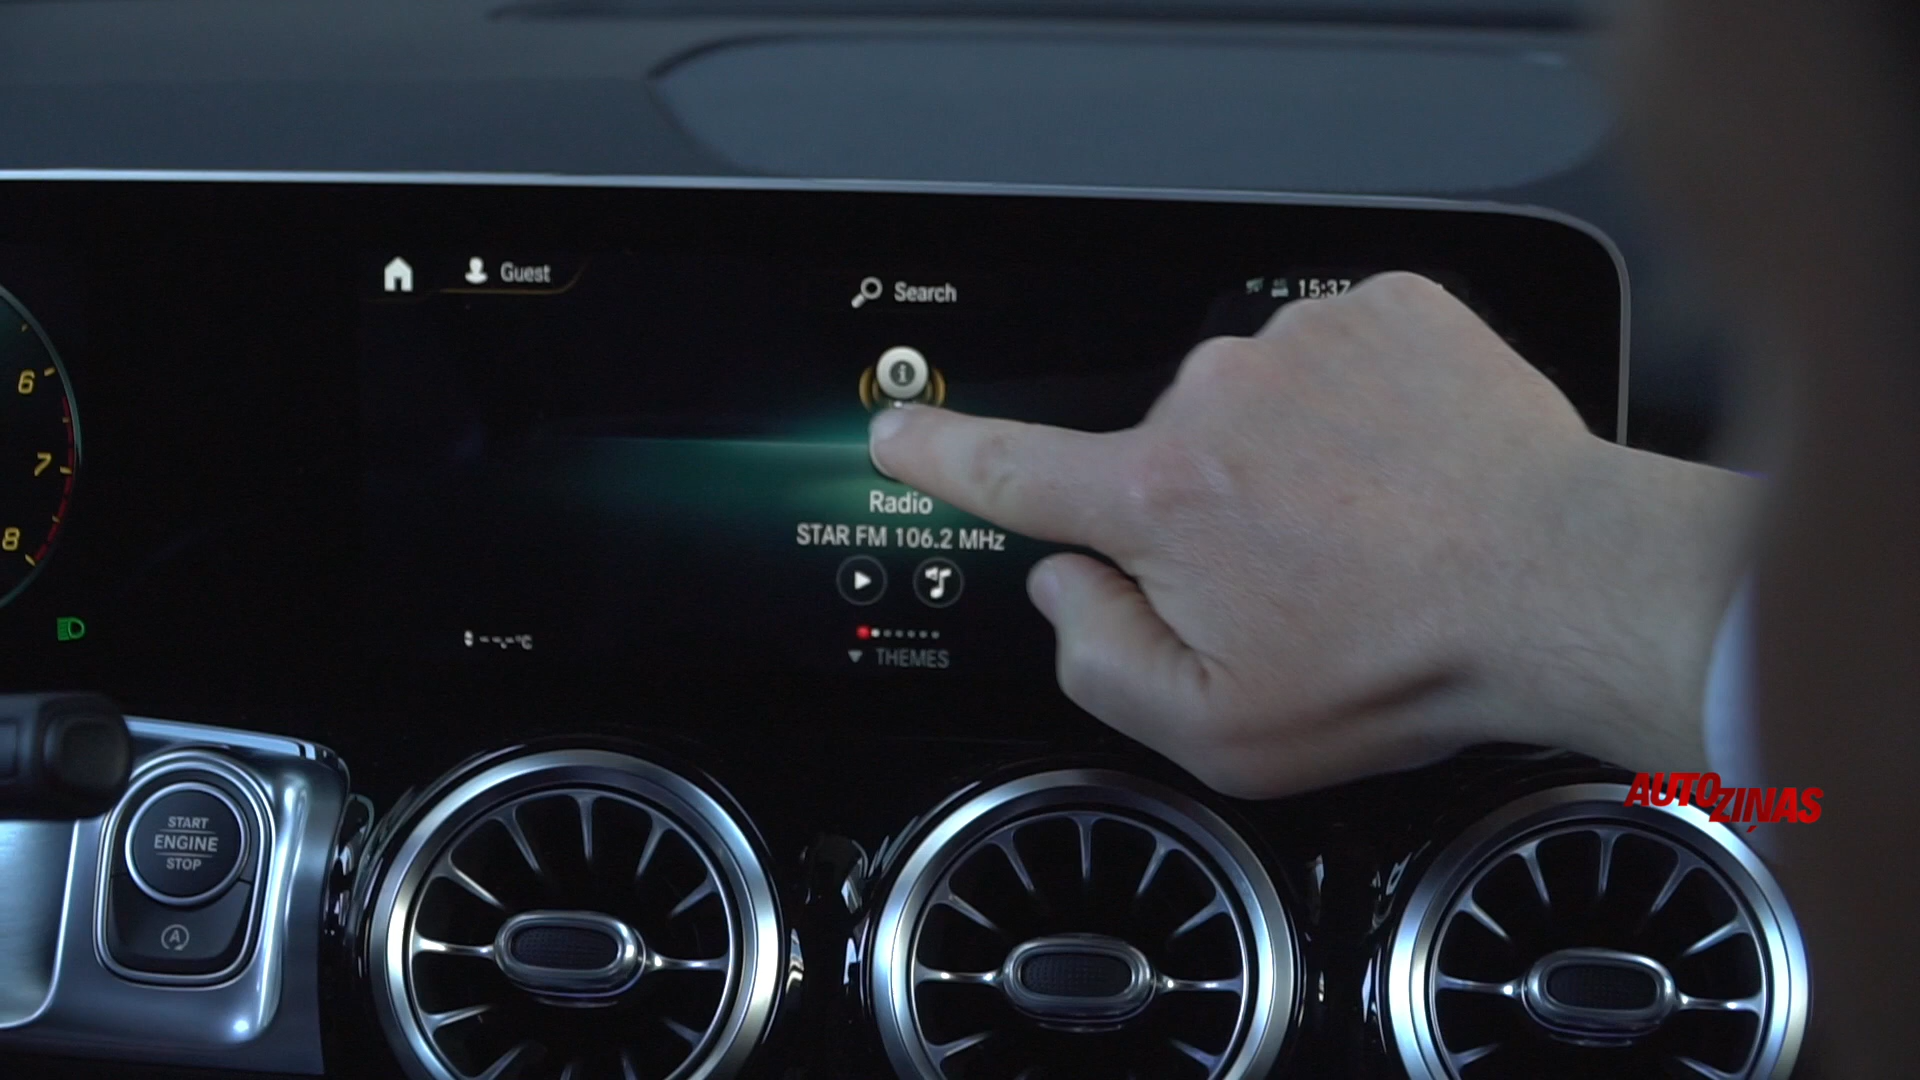 Guest
Search
15:37
6
7
8
Radio
STAR FM 106.2 MHz
--,-°C
THEMES
START
ENGINE
STOP
A
AUTO ZIŅAS